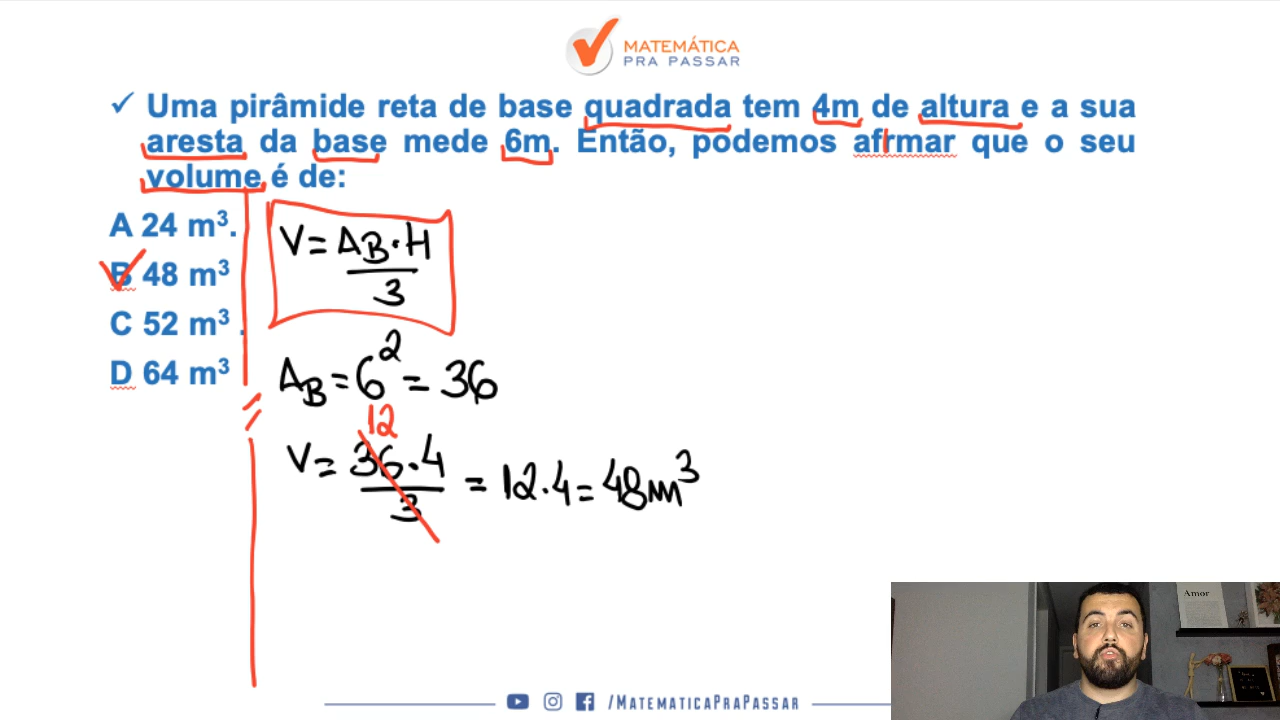 MATEMÁTICA
PRA PASSAR
✓ Uma pirâmide reta de base quadrada tem 4m de altura e a sua
aresta da base mede 6m. Então, podemos afrmar que o seu
volume é de:
A 24 m³.
B 48 m³
C 52 m³ .
D 64 m³
V = AB·H
3
AB = 6² = 36
12
V = 36·4 = 12·4 = 48m³
3
Amor
/MATEMATICAPRAPASSAR